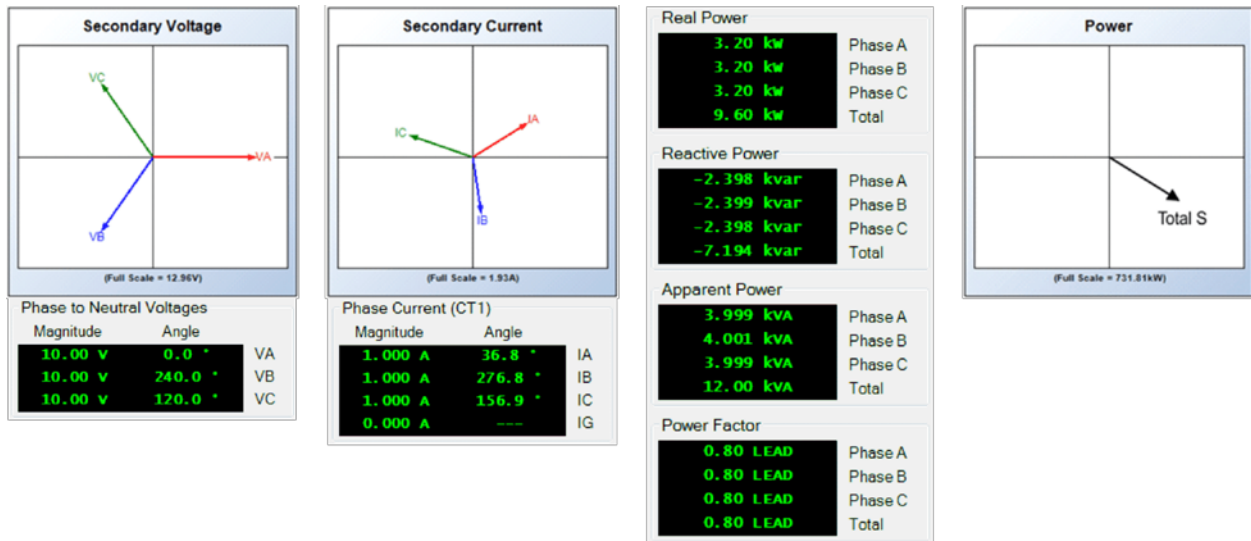 Secondary Voltage
VC
VA
VB
(Full Scale = 12.96V)
Phase to Neutral Voltages
Magnitude Angle
10.00 V 0.0 ° VA
10.00 V 240.0 ° VB
10.00 V 120.0 ° VC
Secondary Current
IA
IC
IB
(Full Scale = 1.93A)
Phase Current (CT1)
Magnitude Angle
1.000 A 36.8 ° IA
1.000 A 276.8 ° IB
1.000 A 156.9 ° IC
0.000 A --- IG
Real Power
3.20 kW Phase A
3.20 kW Phase B
3.20 kW Phase C
9.60 kW Total
Reactive Power
-2.398 kvar Phase A
-2.399 kvar Phase B
-2.398 kvar Phase C
-7.194 kvar Total
Apparent Power
3.999 kVA Phase A
4.001 kVA Phase B
3.999 kVA Phase C
12.00 kVA Total
Power Factor
0.80 LEAD Phase A
0.80 LEAD Phase B
0.80 LEAD Phase C
0.80 LEAD Total
Power
Total S
(Full Scale = 731.81kW)